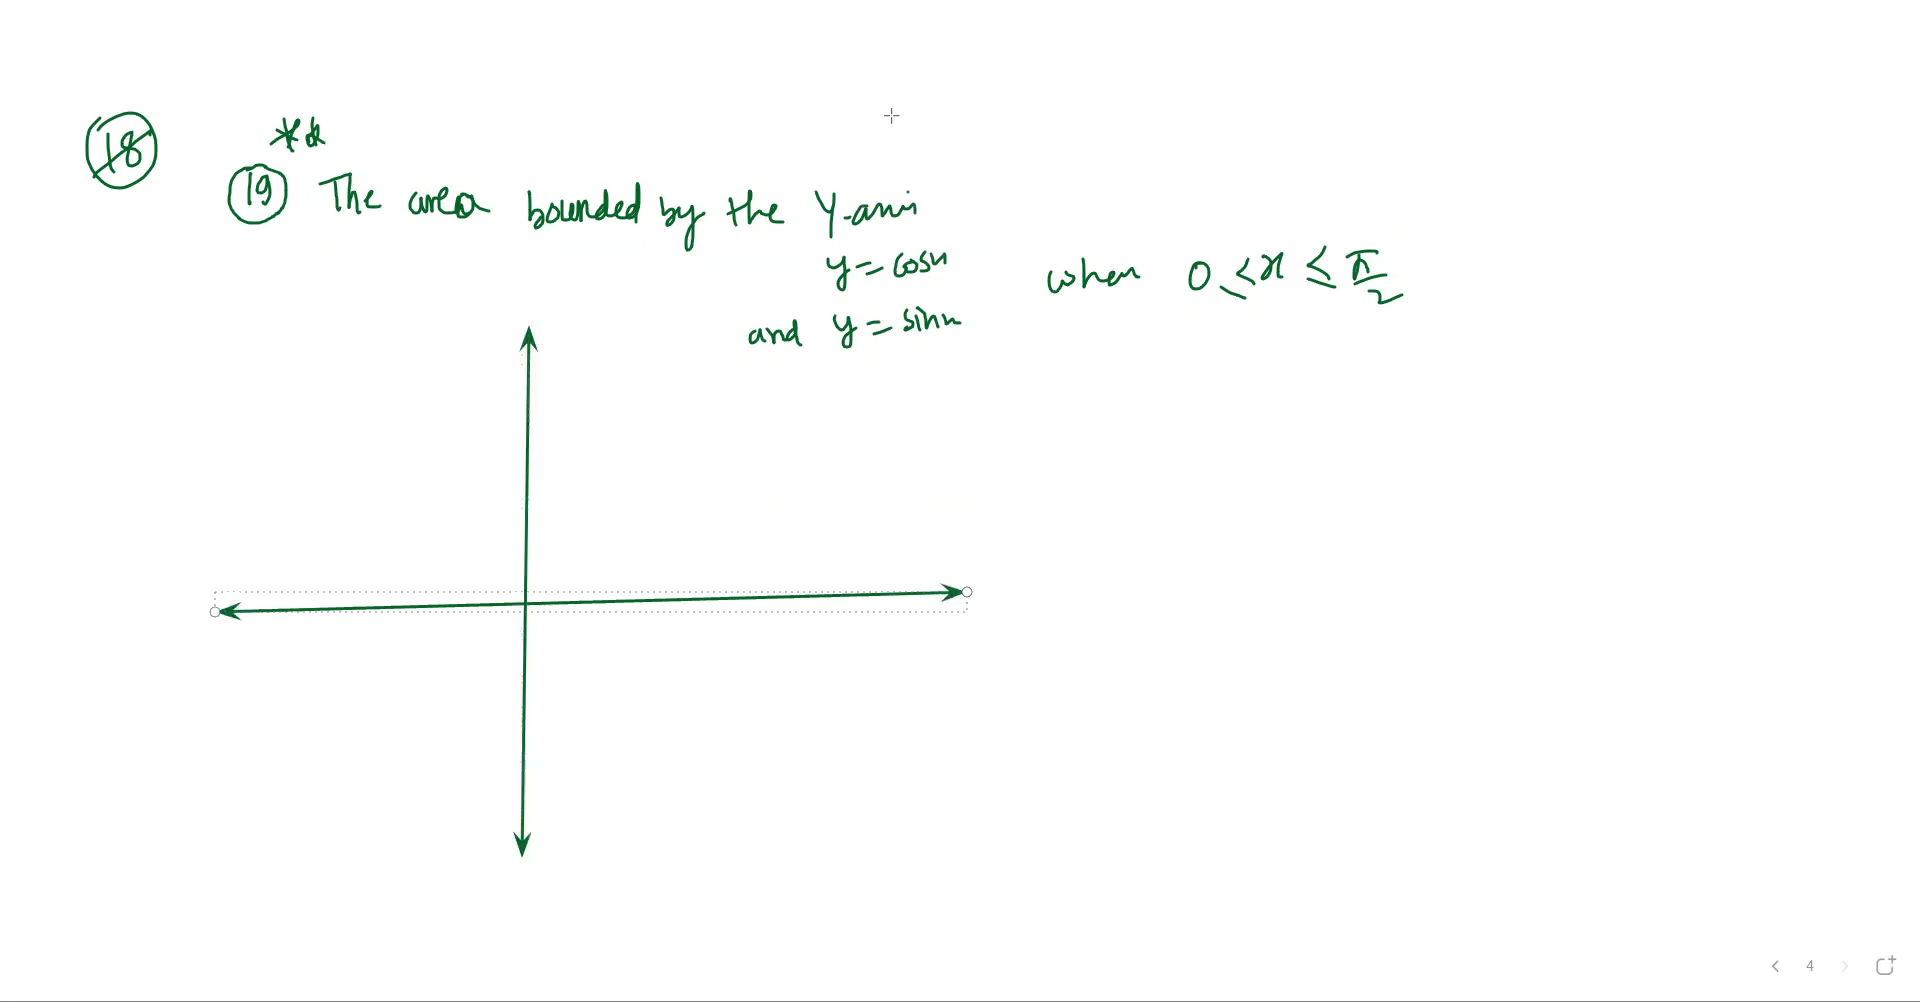 18
**
19 The area bounded by the Y-axis
y = cosx when 0 ≤ x ≤ π/2
and y = sinx
4